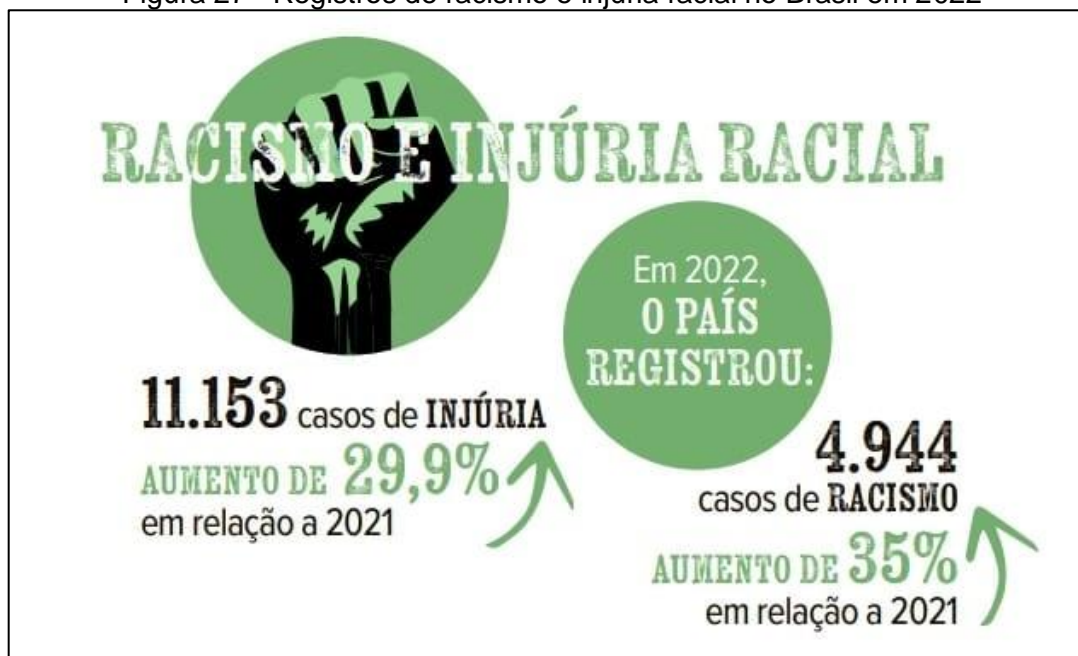 Figura 27 - Registros de racismo e injúria racial no Brasil em 2022
RACISMO E INJÚRIA RACIAL
Em 2022,
O PAÍS
REGISTROU:
11.153 casos de INJÚRIA
AUMENTO DE 29,9%
em relação a 2021
4.944
casos de RACISMO
AUMENTO DE 35%
em relação a 2021